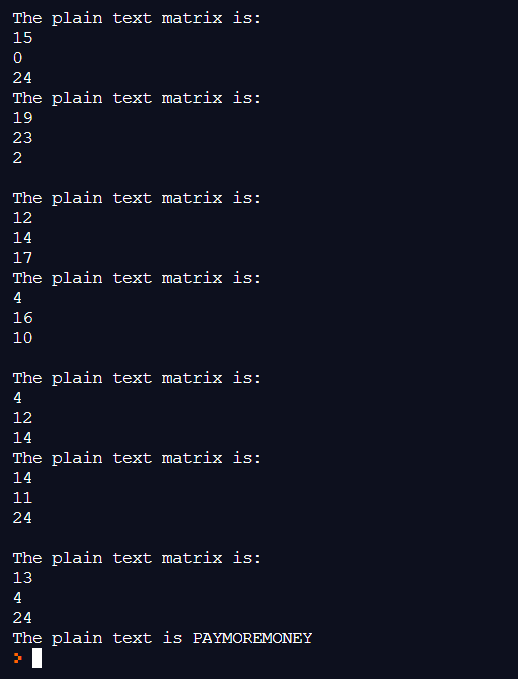 The plain text matrix is:
15
0
24
The plain text matrix is:
19
23
2
The plain text matrix is:
12
14
17
The plain text matrix is:
4
16
10
The plain text matrix is:
4
12
14
The plain text matrix is:
14
11
24
The plain text matrix is:
13
4
24
The plain text is PAYMOREMONEY
>